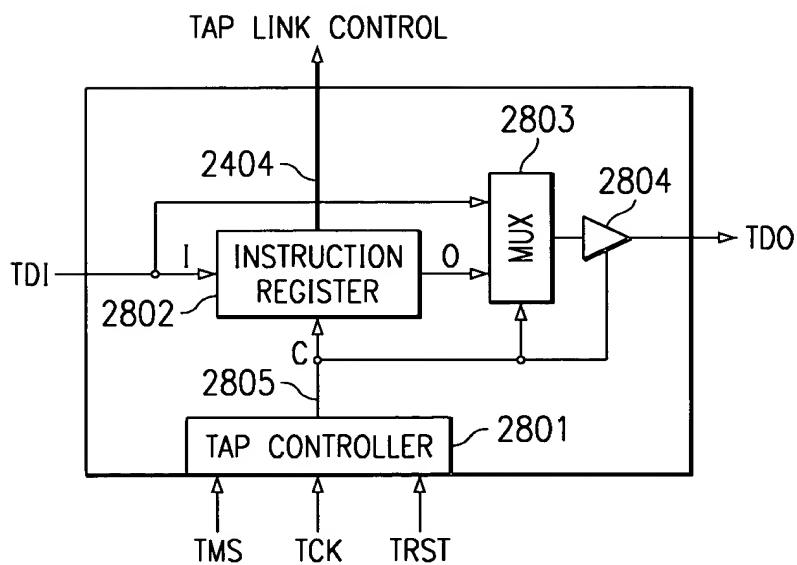 TAP LINK CONTROL
2803
2404
2804
MUX
TDO
TDI
I
INSTRUCTION
REGISTER
O
2802
C
2805
TAP CONTROLLER
2801
TMS
TCK
TRST